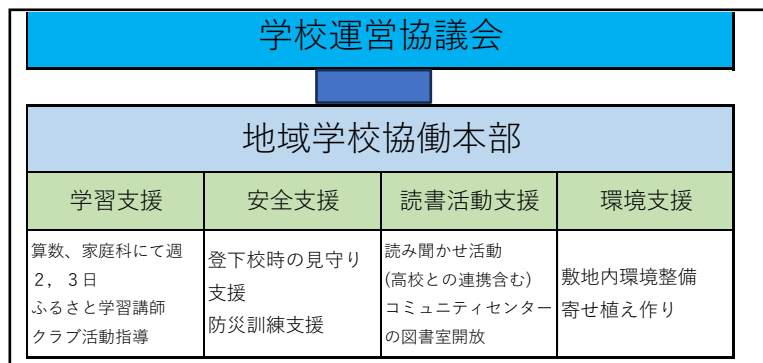 学校運営協議会
地域学校協働本部
学習支援
安全支援
読書活動支援
環境支援
算数、家庭科にて週
2，3日
ふるさと学習講師
クラブ活動指導
登下校時の見守り
支援
防災訓練支援
読み聞かせ活動
(高校との連携含む)
コミュニティセンター
の図書室開放
敷地内環境整備
寄せ植え作り